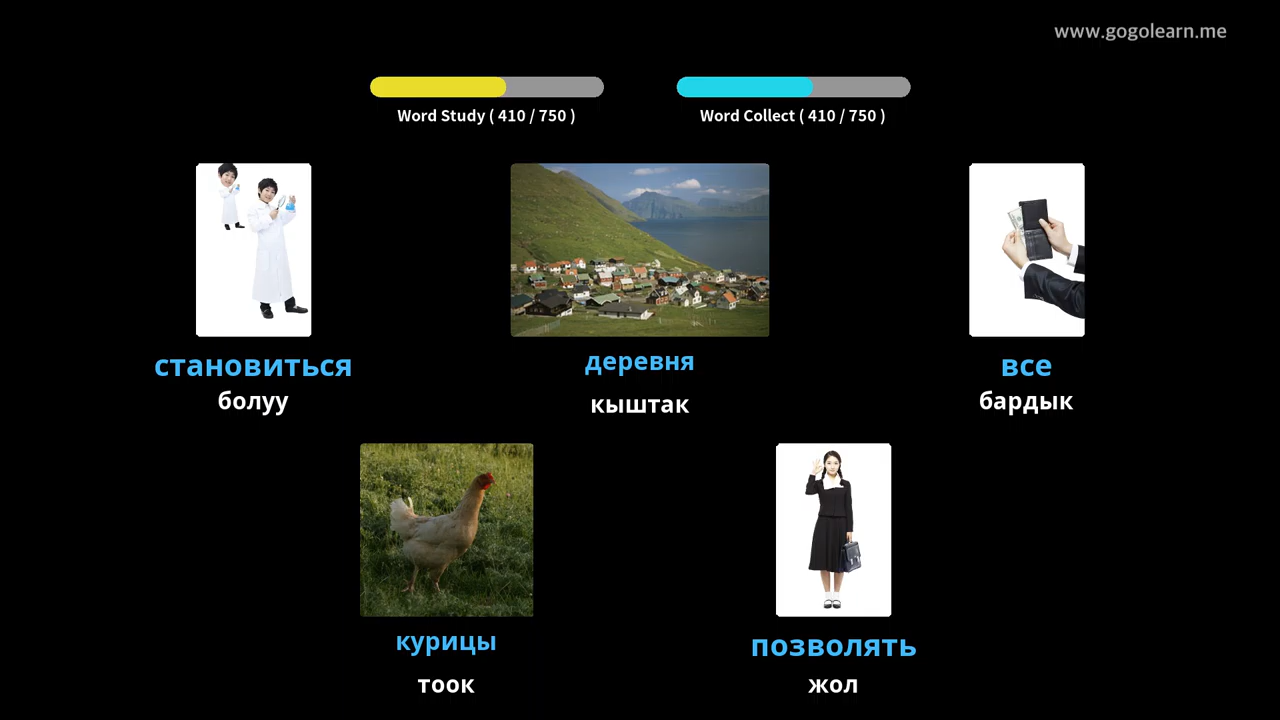 www.gogolearn.me
Word Study ( 410 / 750 )
Word Collect ( 410 / 750 )
становиться
болуу
деревня
кыштак
все
бардык
курицы
тоок
позволять
жол